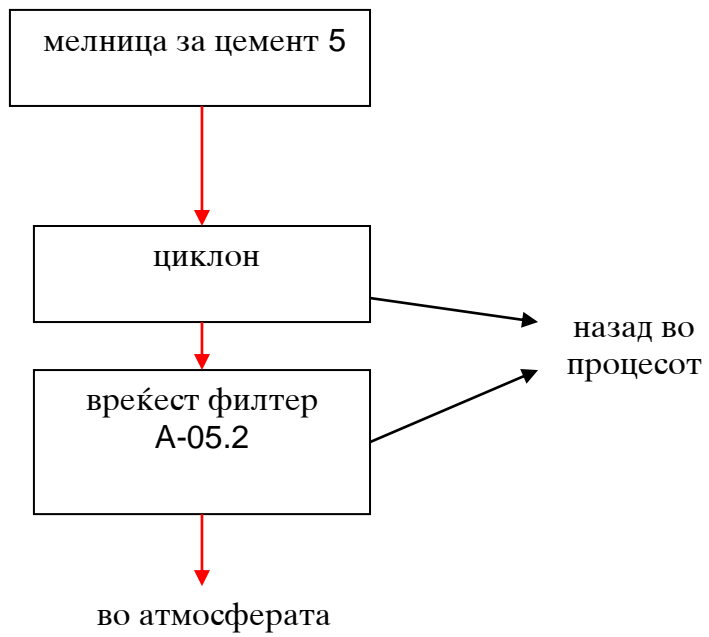 мелница за цемент 5
циклон
назад во
процесот
вреќест филтер
A-05.2
во атмосферата